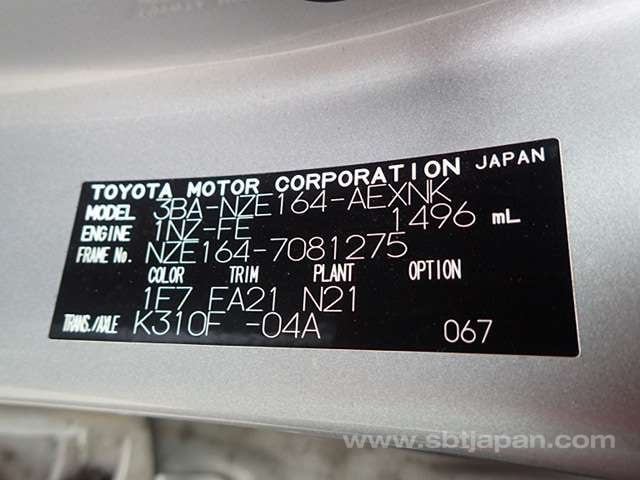 TOYOTA MOTOR CORPORATION JAPAN
MODEL 3BA-NZE164-AEXNK
ENGINE 1NZ-FE 1496 mL
FRAME No. NZE164-7081275
COLOR TRIM PLANT OPTION
1E7 FA21 N21
TRANS./AXLE K310F -04A 067
www.sbtjapan.com